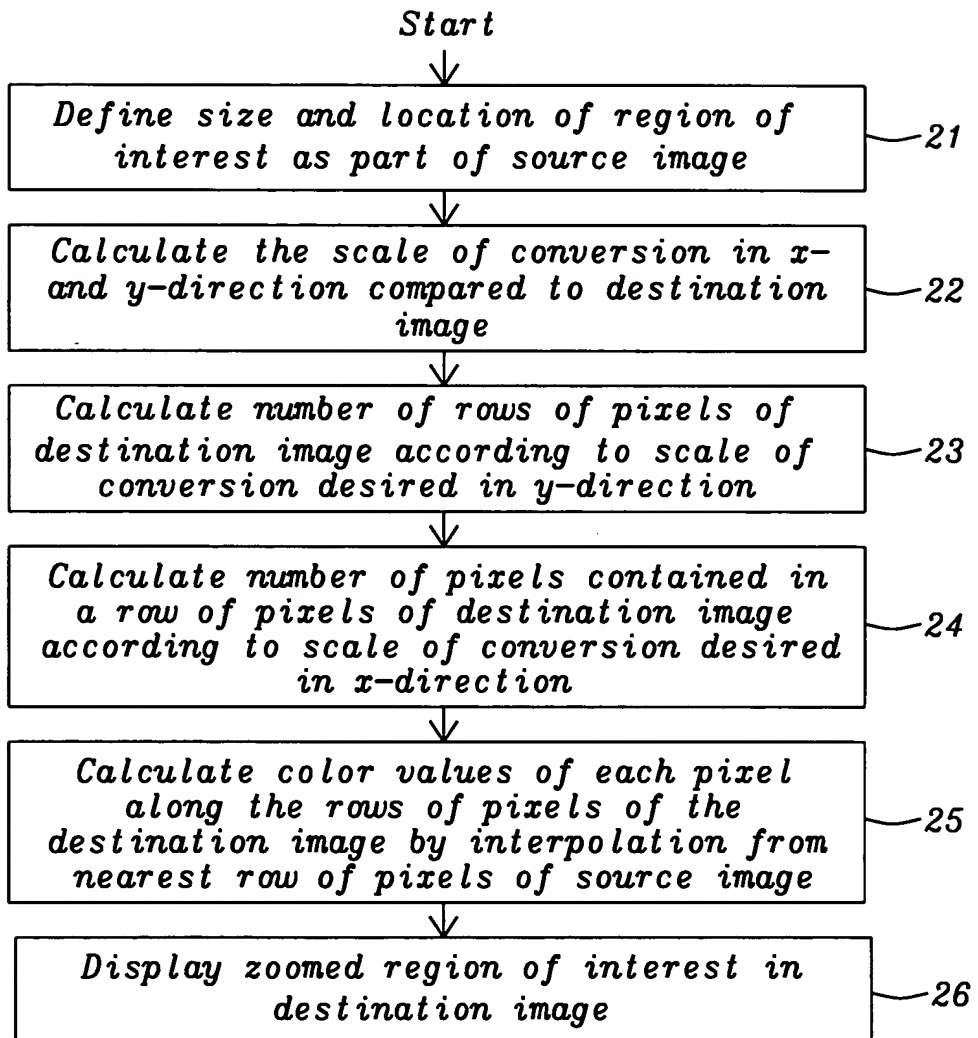 Start
Define size and location of region of
interest as part of source image
21
Calculate the scale of conversion in x-
and y-direction compared to destination
image
22
Calculate number of rows of pixels of
destination image according to scale of
conversion desired in y-direction
23
Calculate number of pixels contained in
a row of pixels of destination image
according to scale of conversion desired
in x-direction
24
Calculate color values of each pixel
along the rows of pixels of the
destination image by interpolation from
nearest row of pixels of source image
25
Display zoomed region of interest in
destination image
26